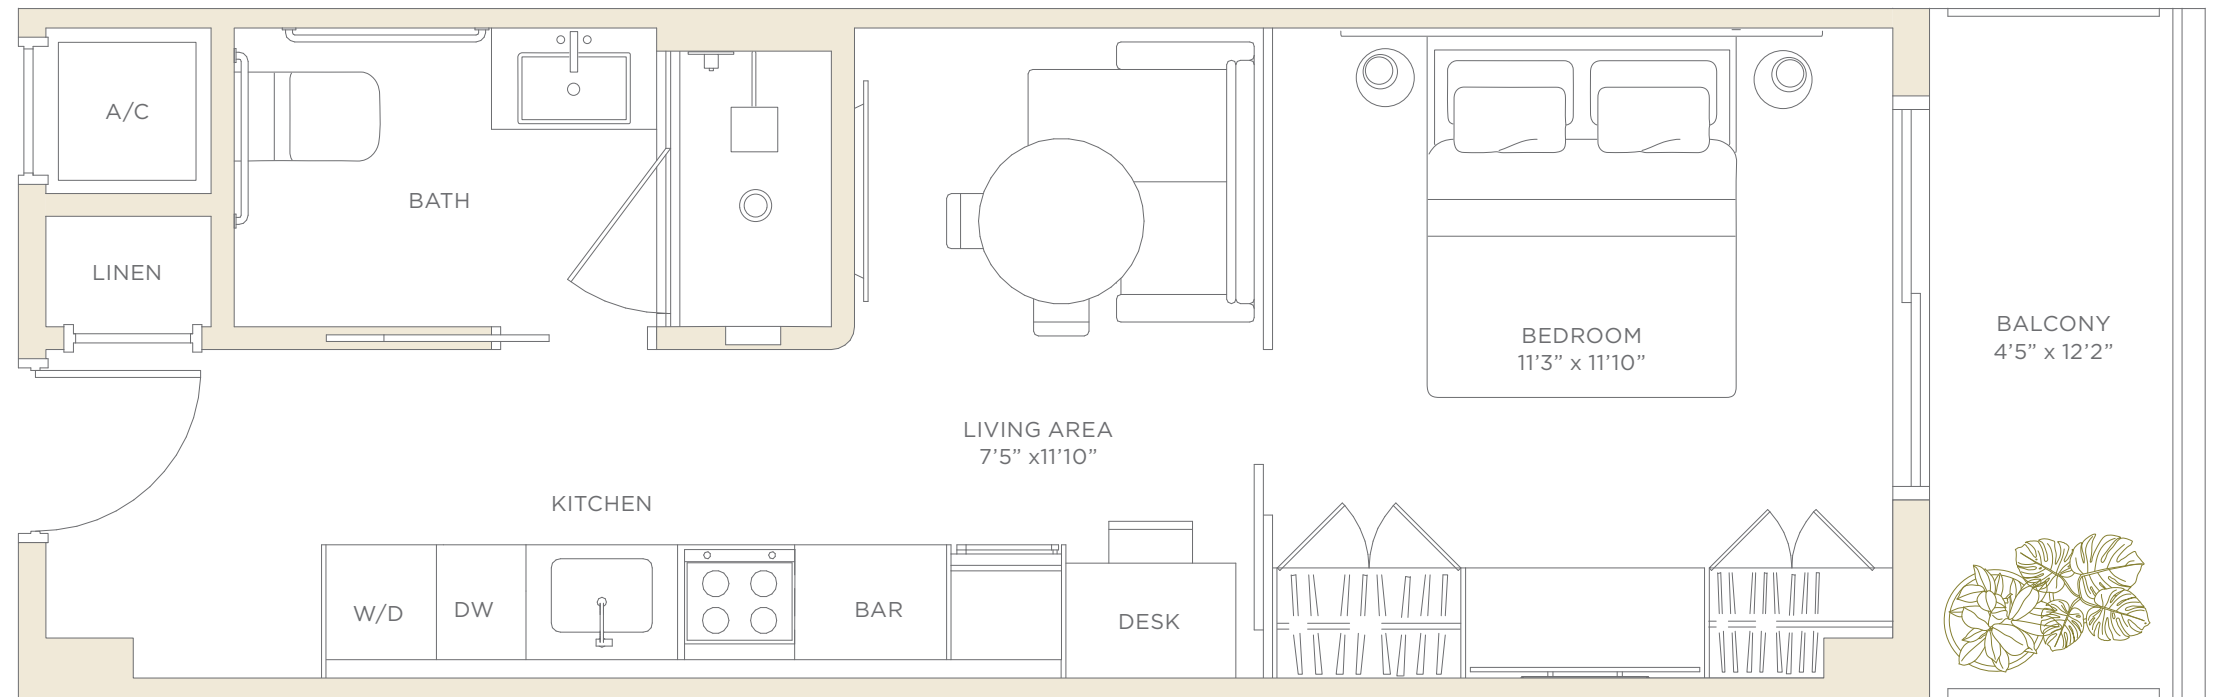 A/C
BATH
LINEN
BEDROOM
11’3” x 11’10”
BALCONY
4’5” x 12’2”
LIVING AREA
7’5” x11’10”
KITCHEN
W/D
DW
BAR
DESK